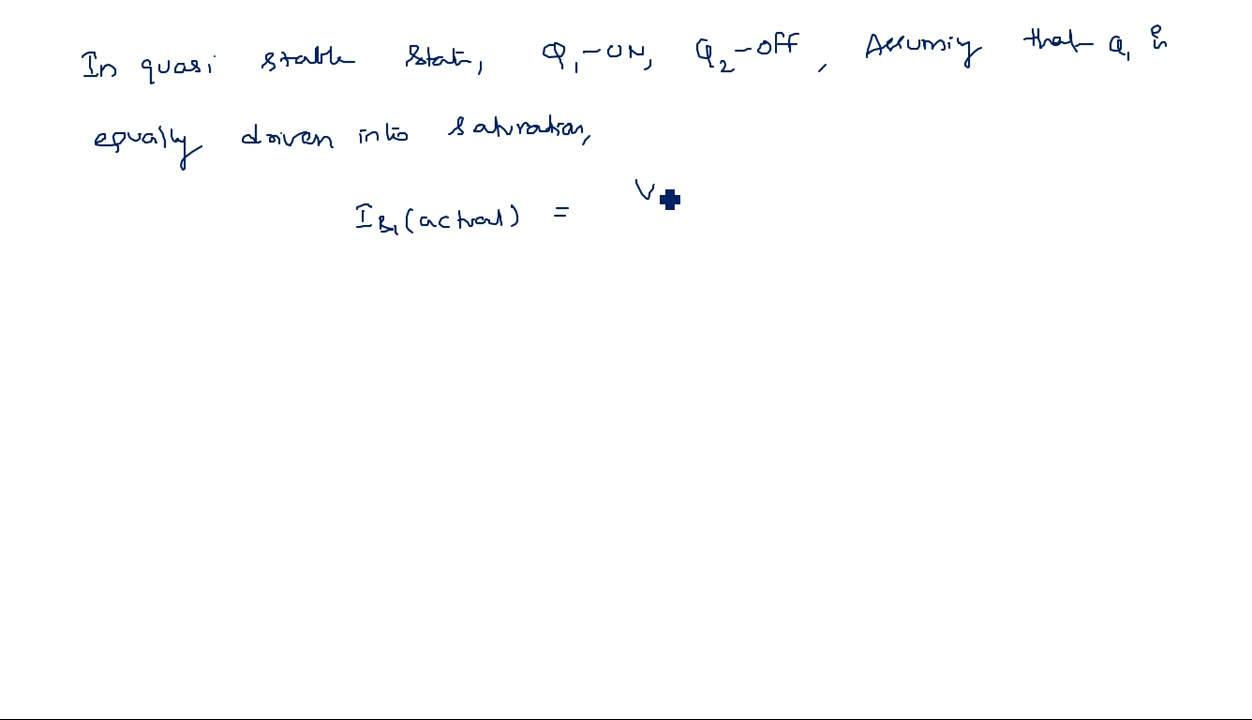 In quasi stable state, Q1-ON, Q2-off, Assuming that Q1 is
equally driven into saturation,
IB1(actual) = V